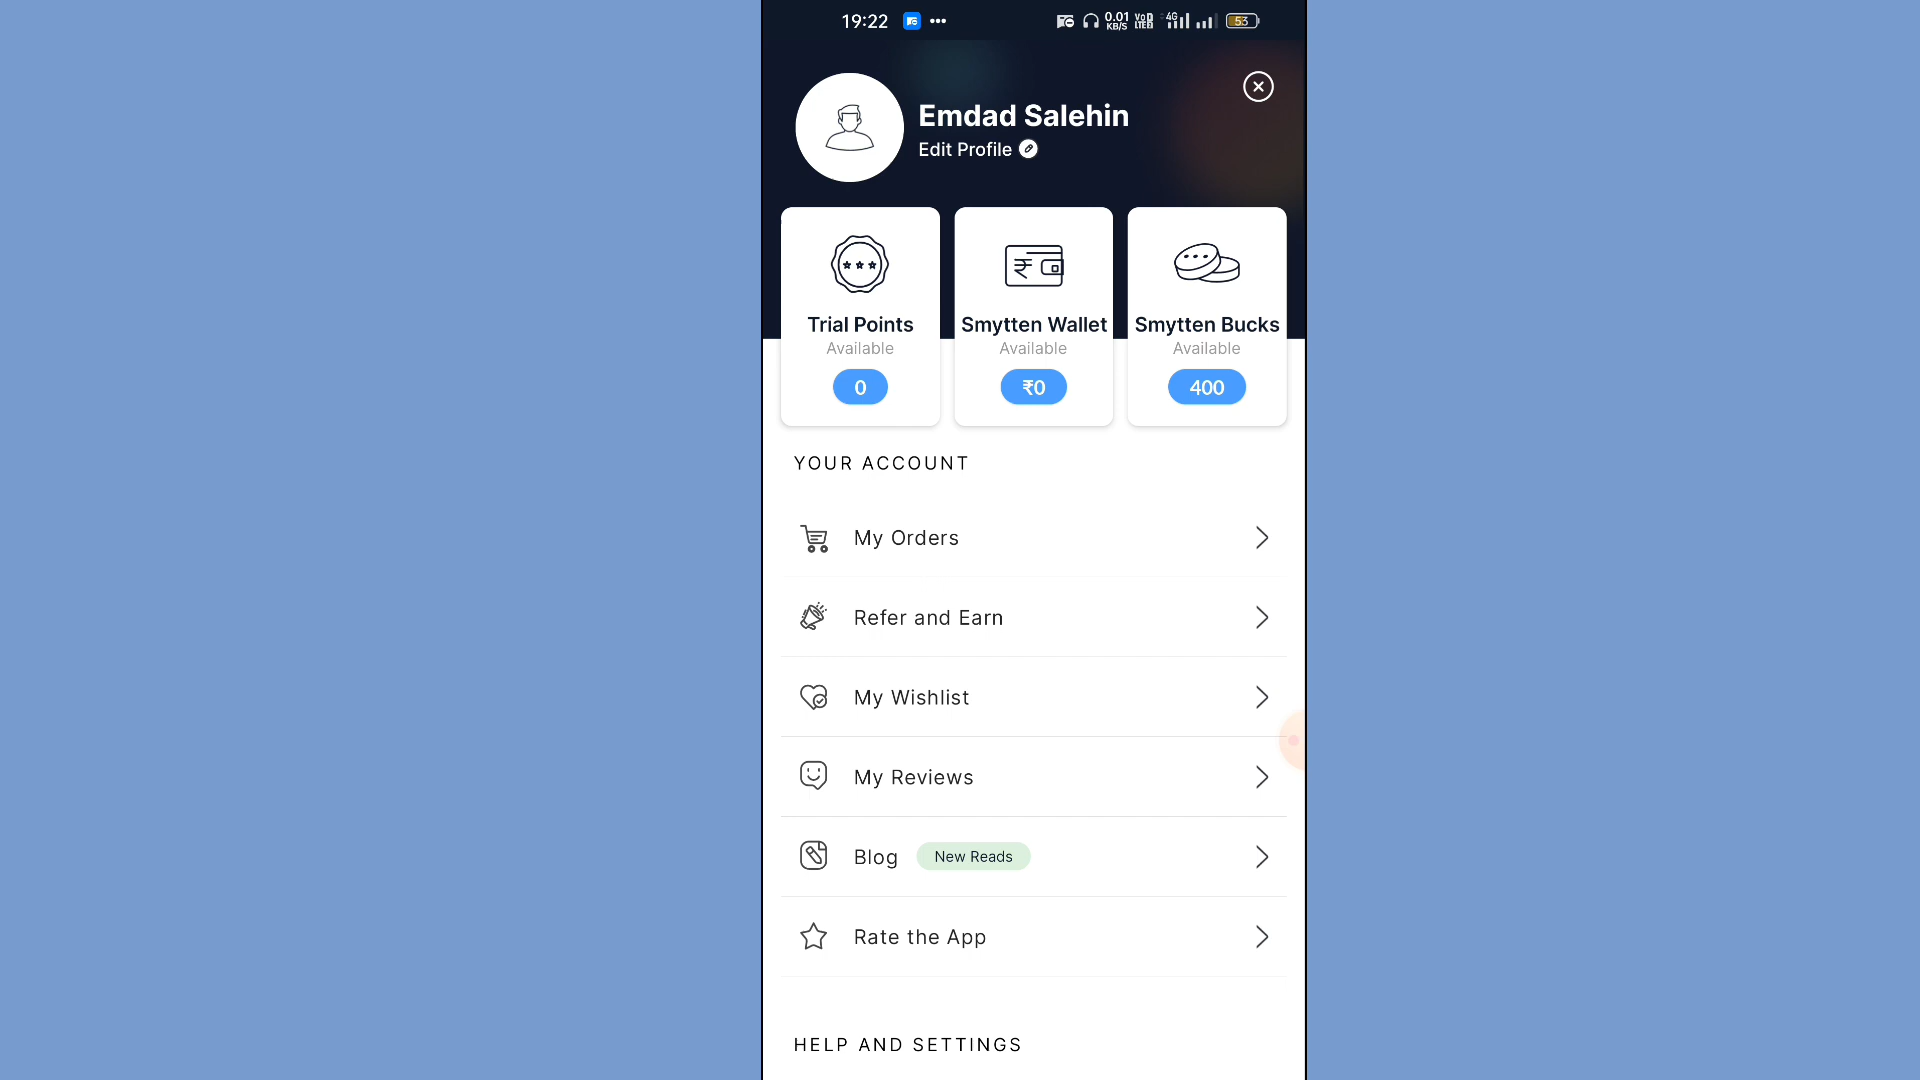 19:22 ••• 0.01 KB/S VoD LTE 4G 53
Emdad Salehin
Edit Profile
Trial Points Smytten Wallet Smytten Bucks
Available Available Available
0 ₹0 400
YOUR ACCOUNT
My Orders
Refer and Earn
My Wishlist
My Reviews
Blog New Reads
Rate the App
HELP AND SETTINGS